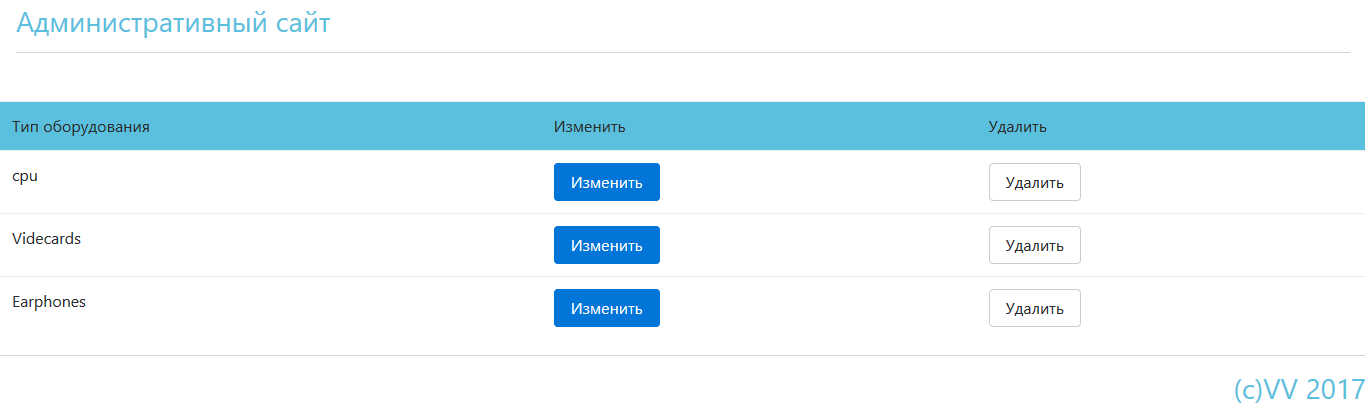 Административный сайт
Тип оборудования Изменить Удалить
cpu Изменить Удалить
Videcards Изменить Удалить
Earphones Изменить Удалить
(c)VV 2017